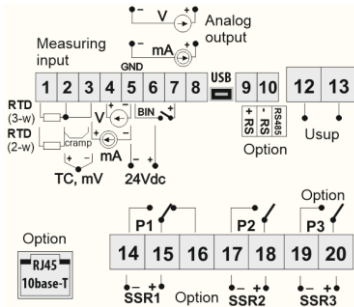 V Analog
output
Measuring
input
mA
GND
1 2 3 4 5 6 7 8 USB 9 10 12 13
RTD
(3-w)
V
BIN
+ RS
- RS
RS485
Usup
RTD
(2-w)
cramp
mA
Option
TC, mV 24Vdc
Option
P1 P2 P3
Option
14 15 16 17 18 19 20
RJ45
10base-T
SSR1 Option SSR2 SSR3